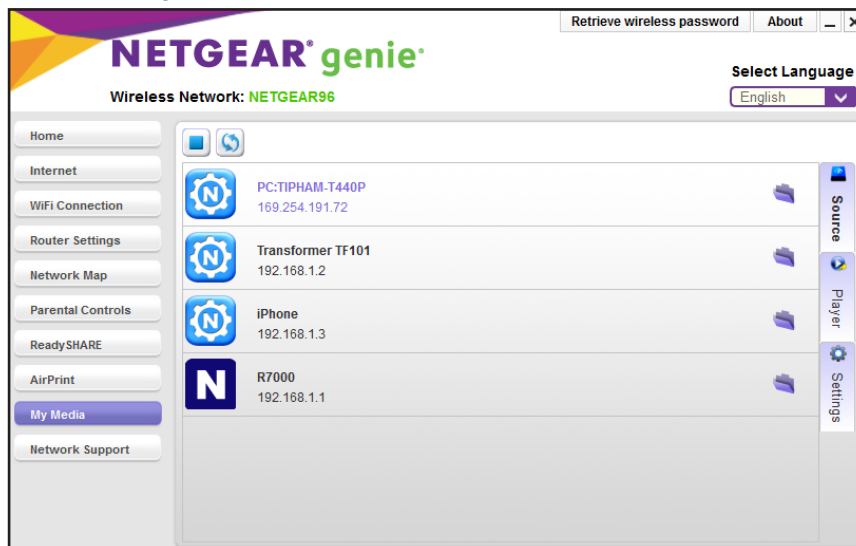 Retrieve wireless password About
NETGEAR® genie®
Select Language
Wireless Network: NETGEAR96
English
Home
Internet
WiFi Connection
Router Settings
Network Map
Parental Controls
ReadySHARE
AirPrint
My Media
Network Support
N
PC:TIPHAM-T440P
169.254.191.72
N
Transformer TF101
192.168.1.2
N
iPhone
192.168.1.3
N
R7000
192.168.1.1
Source
Player
Settings